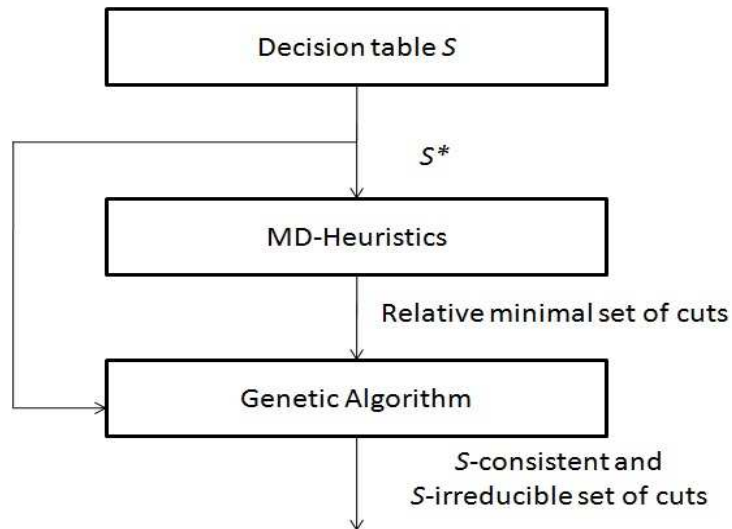 Decision table S
S*
MD-Heuristics
Relative minimal set of cuts
Genetic Algorithm
S-consistent and
S-irreducible set of cuts